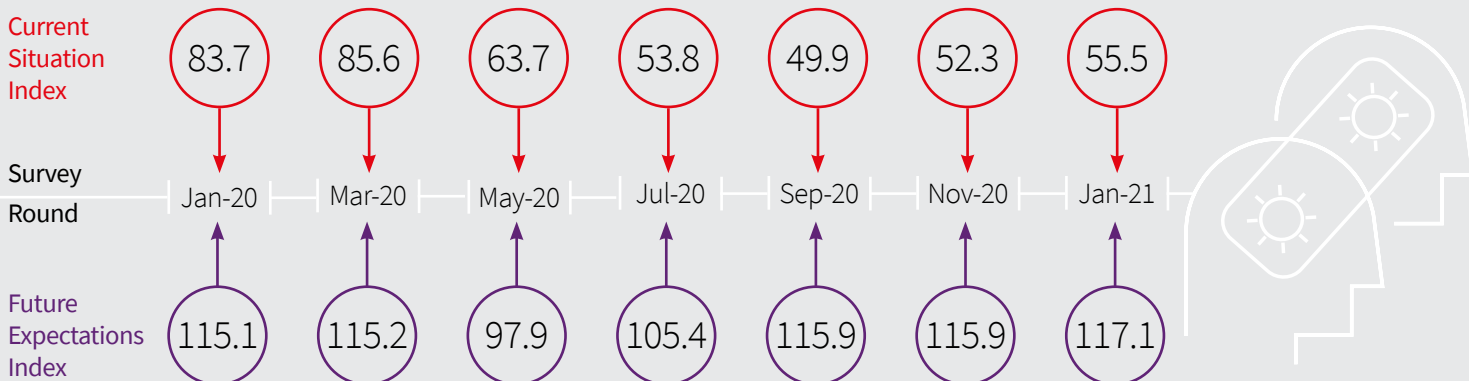 Current
Situation
Index
83.7 85.6 63.7 53.8 49.9 52.3 55.5
Survey
Round
Jan-20 Mar-20 May-20 Jul-20 Sep-20 Nov-20 Jan-21
Future
Expectations
Index
115.1 115.2 97.9 105.4 115.9 115.9 117.1